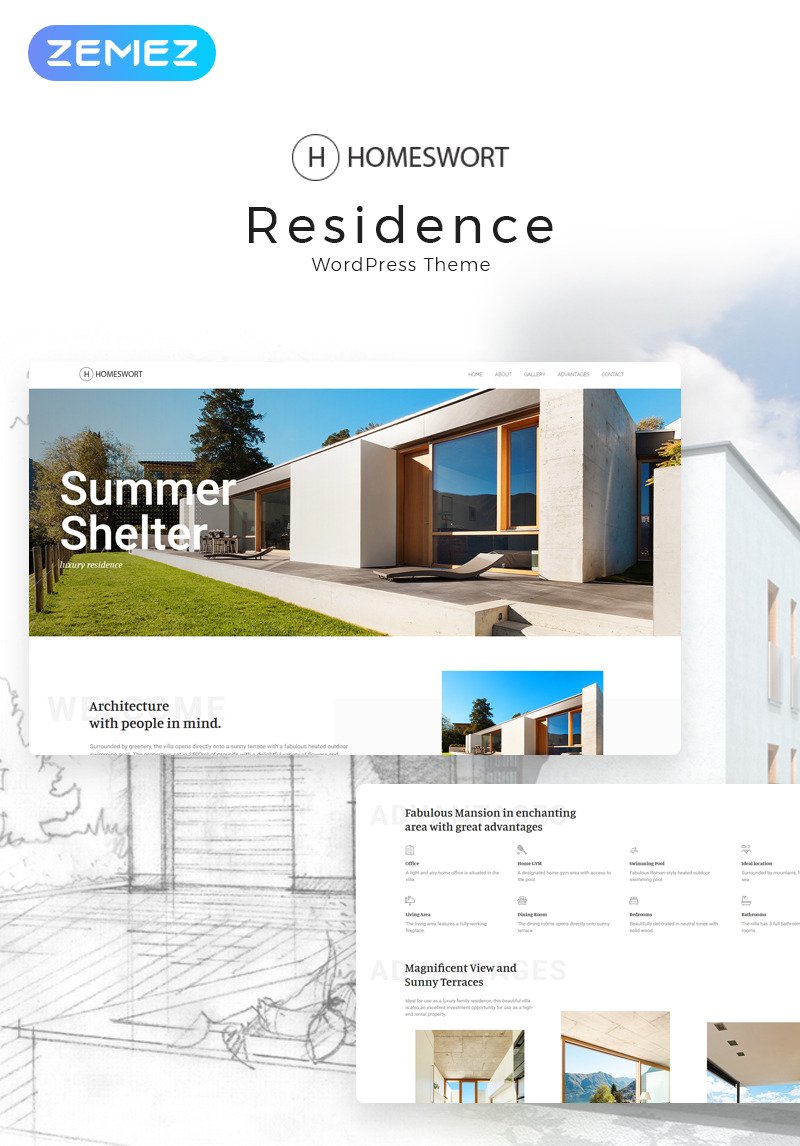 ZEMEZ
H HOMESWORT
Residence
WordPress Theme
H HOMESWORT
HOME ABOUT GALLERY ADVANTAGES CONTACT
Summer
Shelter
luxury residence
WELCOME
Architecture
with people in mind.
Surrounded by greenery, the villa opens directly onto a sunny terrace with a fabulous heated outdoor
Fabulous Mansion in enchanting
area with great advantages
Office
A light and airy home office is situated in the
villa.
Home GYM
A designated home gym area with access to
the pool.
Swimming Pool
Fabulous Roman-style heated outdoor
swimming pool.
Ideal location
Surrounded by mountains,
sea.
Living Area
The living area features a fully-working
fireplace.
Dining Room
The dining rooms opens directly onto sunny
terrace.
Bedrooms
Beautifully decorated in neutral tones with
solid wood.
Bathrooms
The villa has 3 full bathroom
rooms.
Magnificent View and
Sunny Terraces
Ideal for use as a luxury family residence, this beautiful villa
is also an excellent investment opportunity for use as a high-
end rental property.